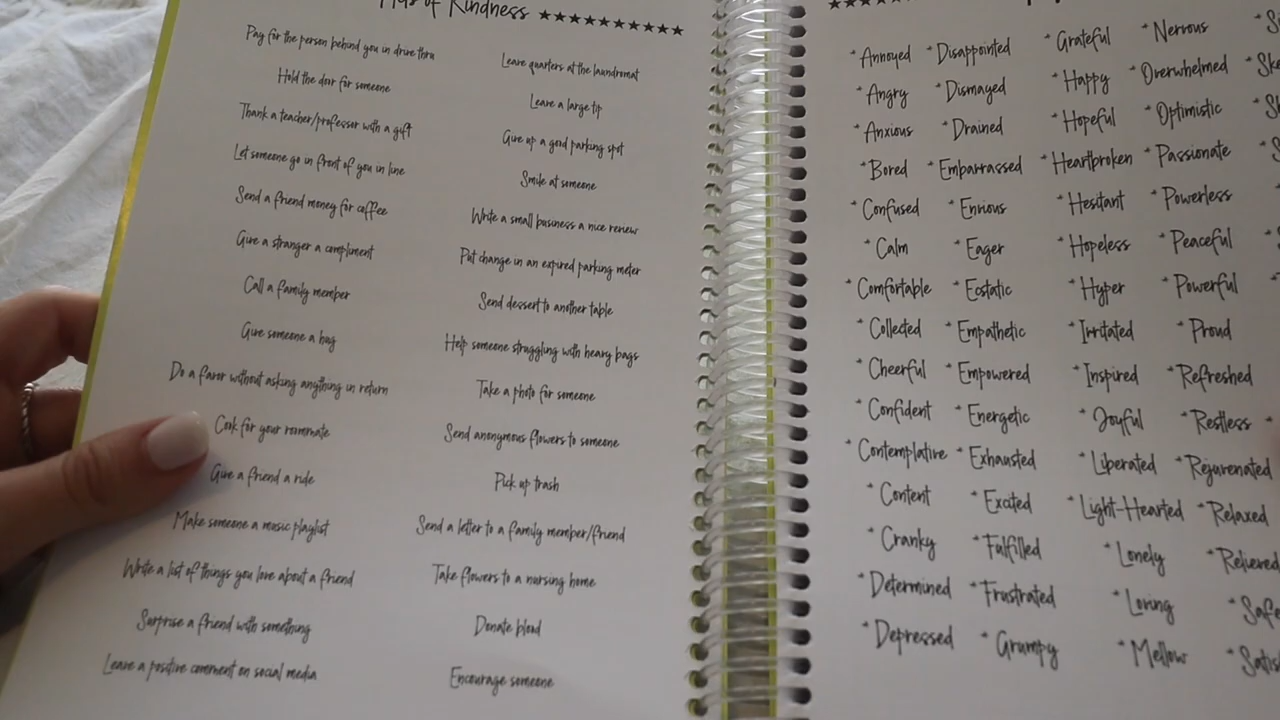 Acts of Kindness
Pay for the person behind you in drive thru
Hold the door for someone
Thank a teacher/professor with a gift
Let someone go in front of you in line
Send a friend money for coffee
Give a stranger a compliment
Call a family member
Give someone a hug
Do a favor without asking anything in return
Cook for your roommate
Give a friend a ride
Make someone a music playlist
Write a list of things you love about a friend
Surprise a friend with something
Leave a positive comment on social media
Leave quarters at the laundromat
Leave a large tip
Give up a good parking spot
Smile at someone
Write a small business a nice review
Put change in an expired parking meter
Send dessert to another table
Help someone struggling with heavy bags
Take a photo for someone
Send anonymous flowers to someone
Pick up trash
Send a letter to a family member/friend
Take flowers to a nursing home
Donate blood
Encourage someone
* Annoyed
* Angry
* Anxious
* Bored
* Confused
* Calm
* Comfortable
* Collected
* Cheerful
* Confident
* Contemplative
* Content
* Cranky
* Determined
* Depressed
* Disappointed
* Dismayed
* Drained
* Embarrassed
* Envious
* Eager
* Ecstatic
* Empathetic
* Empowered
* Energetic
* Exhausted
* Excited
* Fulfilled
* Frustrated
* Grumpy
* Grateful
* Happy
* Hopeful
* Heartbroken
* Hesitant
* Hopeless
* Hyper
* Irritated
* Inspired
* Joyful
* Liberated
* Light-Hearted
* Lonely
* Loving
* Mellow
* Nervous
* Overwhelmed
* Optimistic
* Passionate
* Powerless
* Peaceful
* Powerful
* Proud
* Refreshed
* Restless
* Rejuvenated
* Relaxed
* Relieved